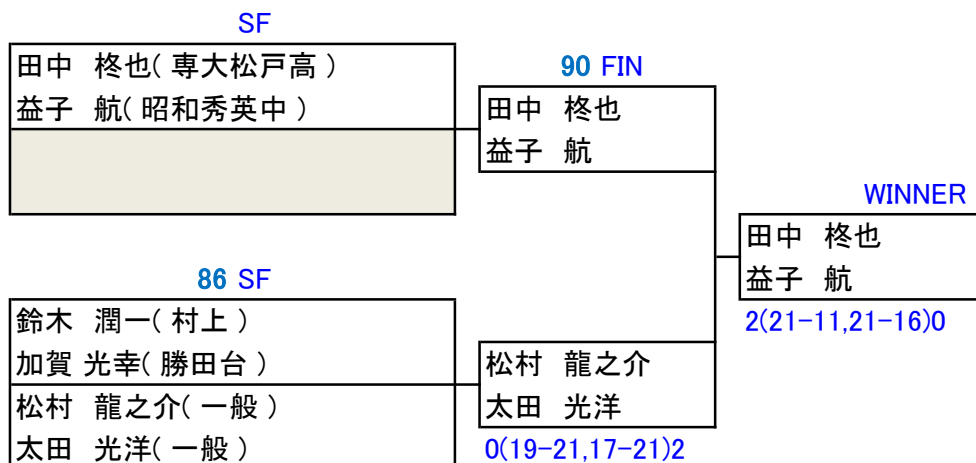 SF
田中 柊也( 専大松戸高 )
益子 航( 昭和秀英中 )
90 FIN
田中 柊也
益子 航
WINNER
田中 柊也
益子 航
2(21-11,21-16)0
86 SF
鈴木 潤一( 村上 )
加賀 光幸( 勝田台 )
松村 龍之介( 一般 )
太田 光洋( 一般 )
松村 龍之介
太田 光洋
0(19-21,17-21)2